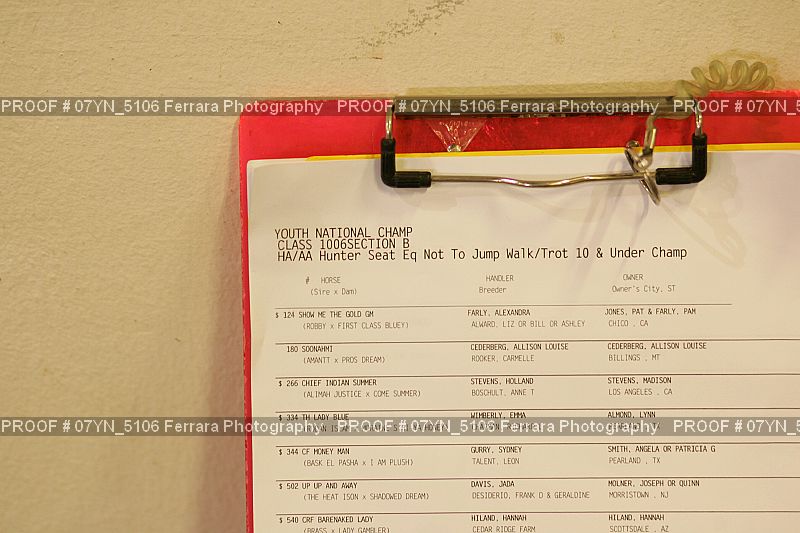 PROOF # 07YN_5106 Ferrara Photography PROOF # 07YN_5106 Ferrara Photography PROOF # 07YN_5106 Ferrara Photography
YOUTH NATIONAL CHAMP
CLASS 1006SECTION B
HA/AA Hunter Seat Eq Not To Jump Walk/Trot 10 & Under Champ
# HORSE HANDLER OWNER
(Sire x Dam) Breeder Owner's City, ST
$ 124 SHOW ME THE GOLD GM FARLY, ALEXANDRA JONES, PAT & FARLY, PAM
(ROBBY x FIRST CLASS BLUEY) ALWARD, LIZ OR BILL OR ASHLEY CHICO , CA
180 SOONAHMI CEDERBERG, ALLISON LOUISE CEDERBERG, ALLISON LOUISE
(AMANTT x PROS DREAM) ROOKER, CARMELLE BILLINGS , MT
$ 266 CHIEF INDIAN SUMMER STEVENS, HOLLAND STEVENS, MADISON
(ALIMAH JUSTICE x COME SUMMER) BOSCHULT, ANNE T LOS ANGELES , CA
$ 334 TH LADY BLUE WIMBERLY, EMMA ALMOND, LYNN
PROOF # 07YN_5106 Ferrara Photography PROOF # 07YN_5106 Ferrara Photography PROOF # 07YN_5106 Ferrara Photography
$ 344 CF MONEY MAN GURRY, SYDNEY SMITH, ANGELA OR PATRICIA G
(BASK EL PASHA x I AM PLUSH) TALENT, LEON PEARLAND , TX
$ 502 UP UP AND AWAY DAVIS, JADA MOLNER, JOSEPH OR QUINN
(THE HEAT ISON x SHADOWED DREAM) DESIDERIO, FRANK D & GERALDINE MORRISTOWN , NJ
$ 540 CRF BARENAKED LADY HILAND, HANNAH HILAND, HANNAH
(BRASS x LADY GAMBLER) CEDAR RIDGE FARM SCOTTSDALE , AZ